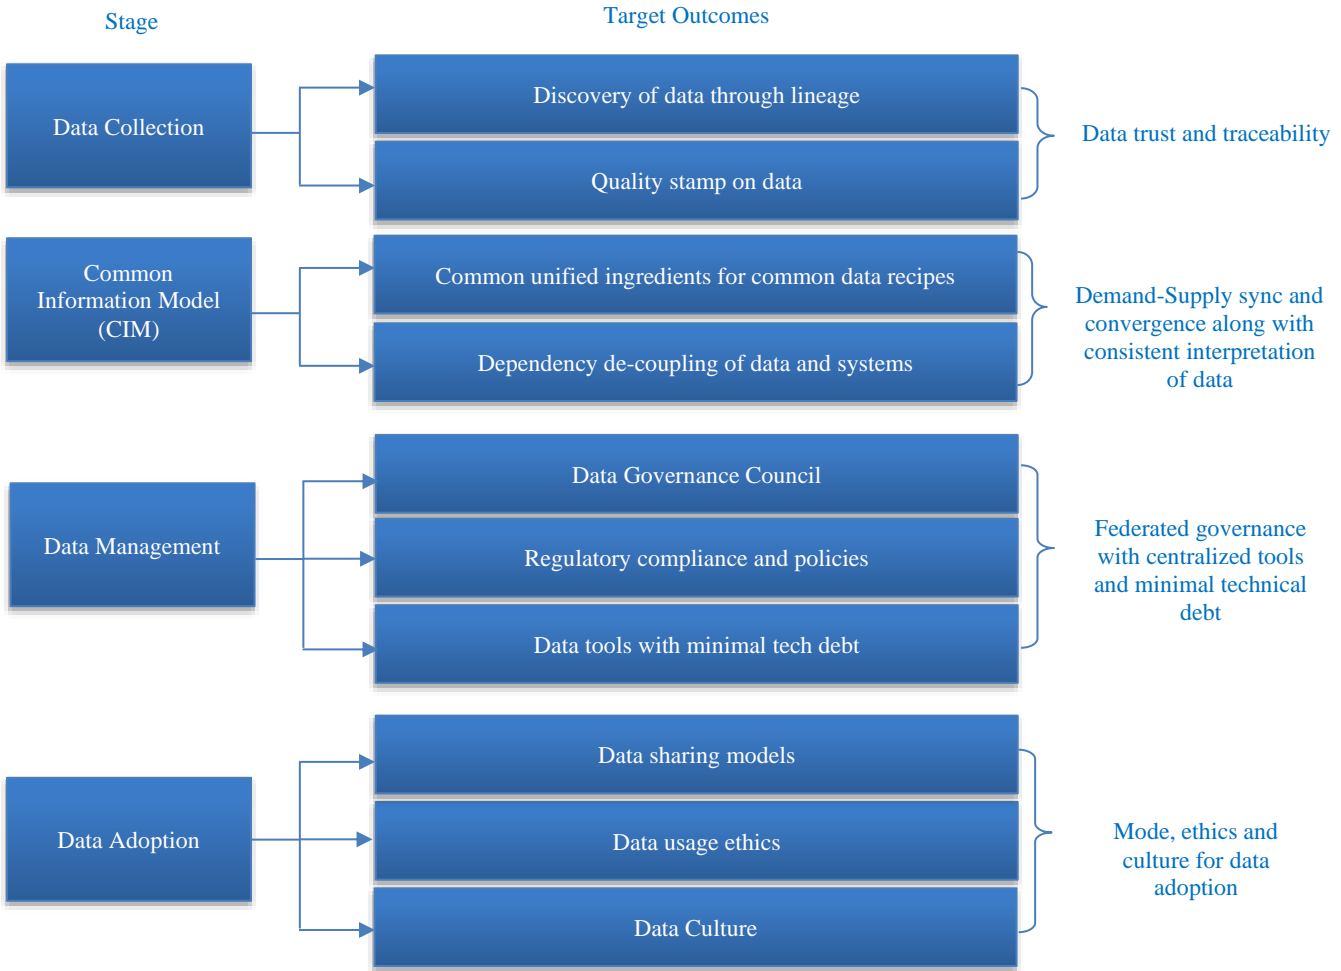 Stage
Target Outcomes
Data Collection
Discovery of data through lineage
Quality stamp on data
Data trust and traceability
Common
Information Model
(CIM)
Common unified ingredients for common data recipes
Dependency de-coupling of data and systems
Demand-Supply sync and
convergence along with
consistent interpretation
of data
Data Management
Data Governance Council
Regulatory compliance and policies
Data tools with minimal tech debt
Federated governance
with centralized tools
and minimal technical
debt
Data Adoption
Data sharing models
Data usage ethics
Data Culture
Mode, ethics and
culture for data
adoption